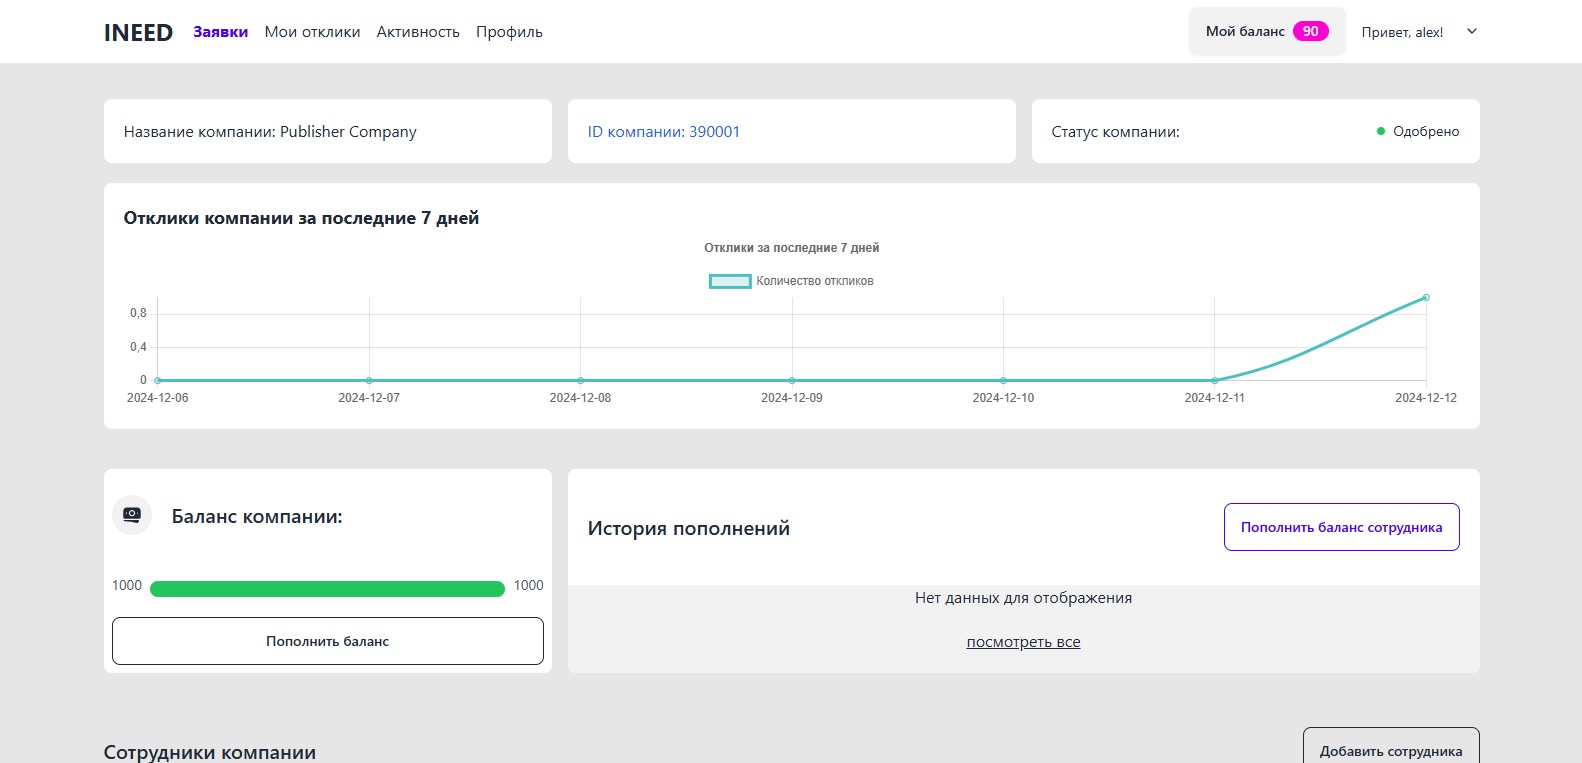 INEED Заявки Мои отклики Активность Профиль Мой баланс 90 Привет, alex!
Название компании: Publisher Company
ID компании: 390001
Статус компании: Одобрено
Отклики компании за последние 7 дней
Отклики за последние 7 дней
Количество откликов
0,8
0,4
0
2024-12-06 2024-12-07 2024-12-08 2024-12-09 2024-12-10 2024-12-11 2024-12-12
Баланс компании:
1000 1000
Пополнить баланс
История пополнений
Пополнить баланс сотрудника
Нет данных для отображения
посмотреть все
Сотрудники компании
Добавить сотрудника